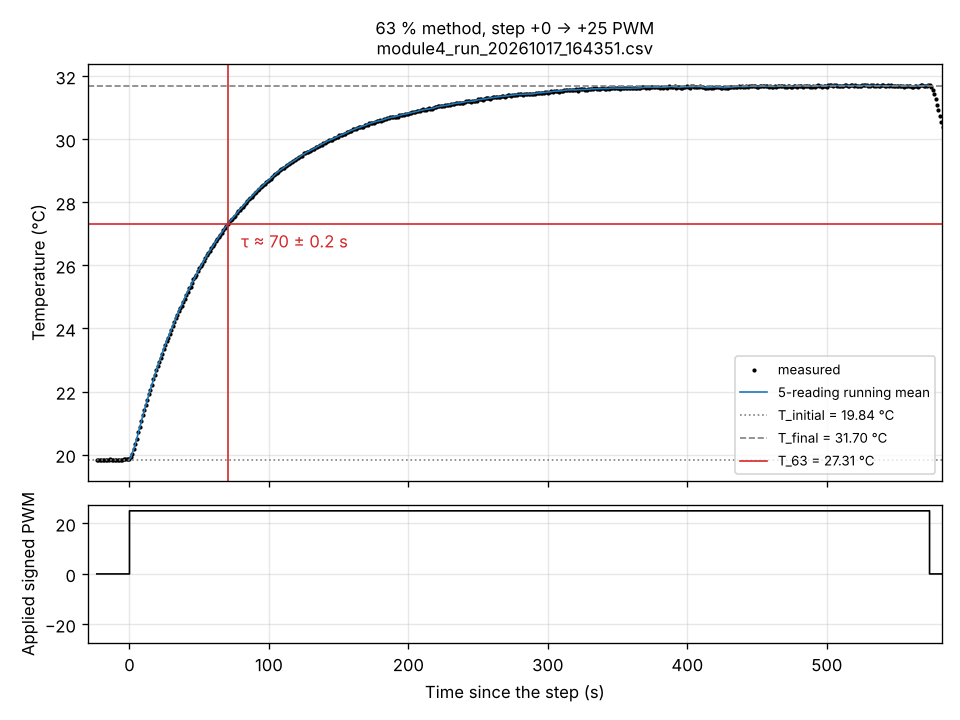 63 % method, step +0 → +25 PWM
module4_run_20261017_164351.csv
Temperature (°C)
32
30
28
26
24
22
20
τ ≈ 70 ± 0.2 s
measured
5-reading running mean
T_initial = 19.84 °C
T_final = 31.70 °C
T_63 = 27.31 °C
Applied signed PWM
20
0
−20
0
100
200
300
400
500
Time since the step (s)